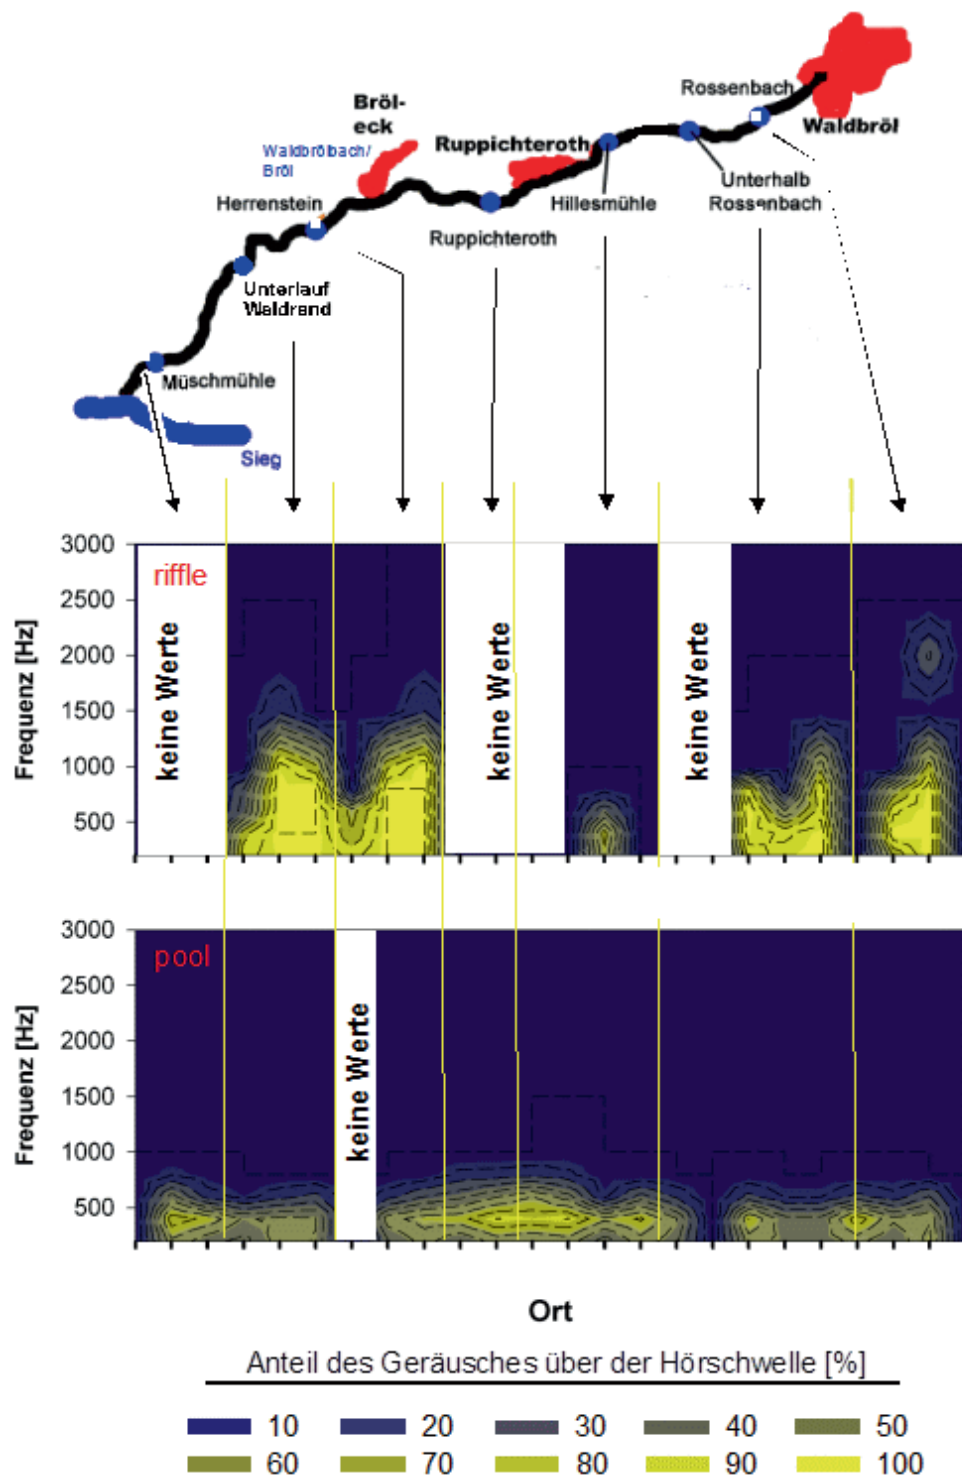 Rossenbach
Waldbröl
Bröl-
eck
Ruppichteroth
Waldbrölbach/
Bröl
Herrenstein
Hillesmühle
Unterhalb
Rossenbach
Ruppichteroth
Unterlauf
Waldrand
Müschmühle
Sieg
Frequenz [Hz]
3000
2500
2000
1500
1000
500
riffle
keine Werte
keine Werte
keine Werte
Frequenz [Hz]
3000
2500
2000
1500
1000
500
pool
keine Werte
Ort
Anteil des Geräusches über der Hörschwelle [%]
10 20 30 40 50
60 70 80 90 100